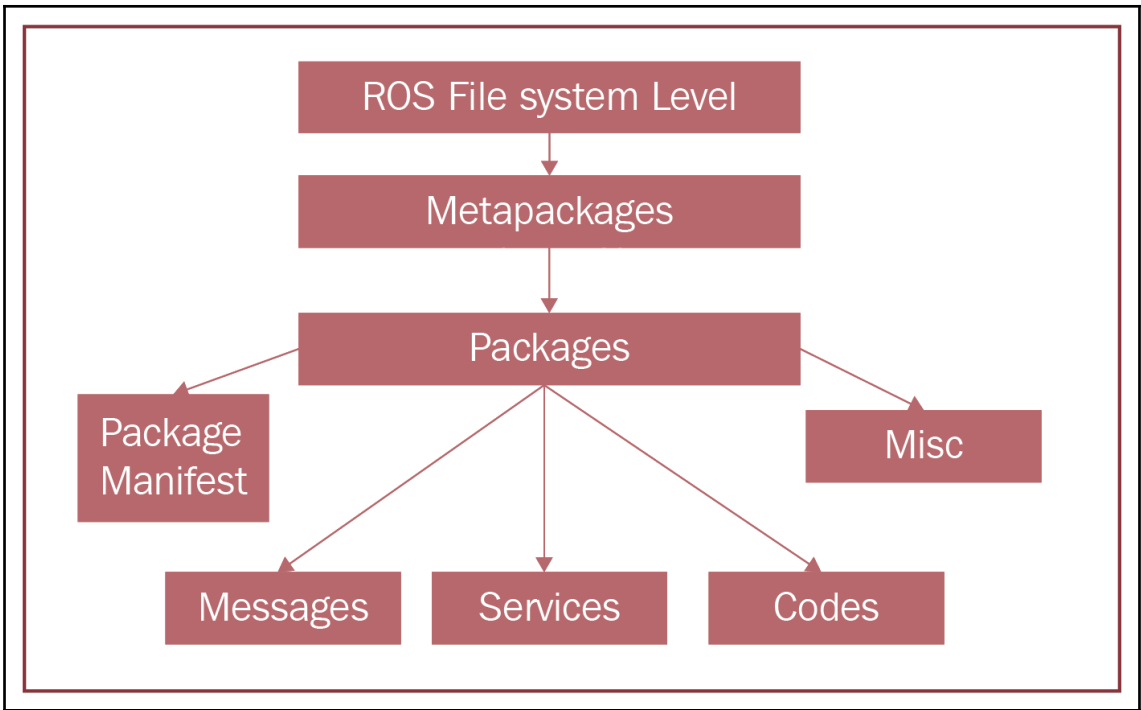 ROS File system Level
Metapackages
Packages
Package
Manifest
Misc
Messages
Services
Codes